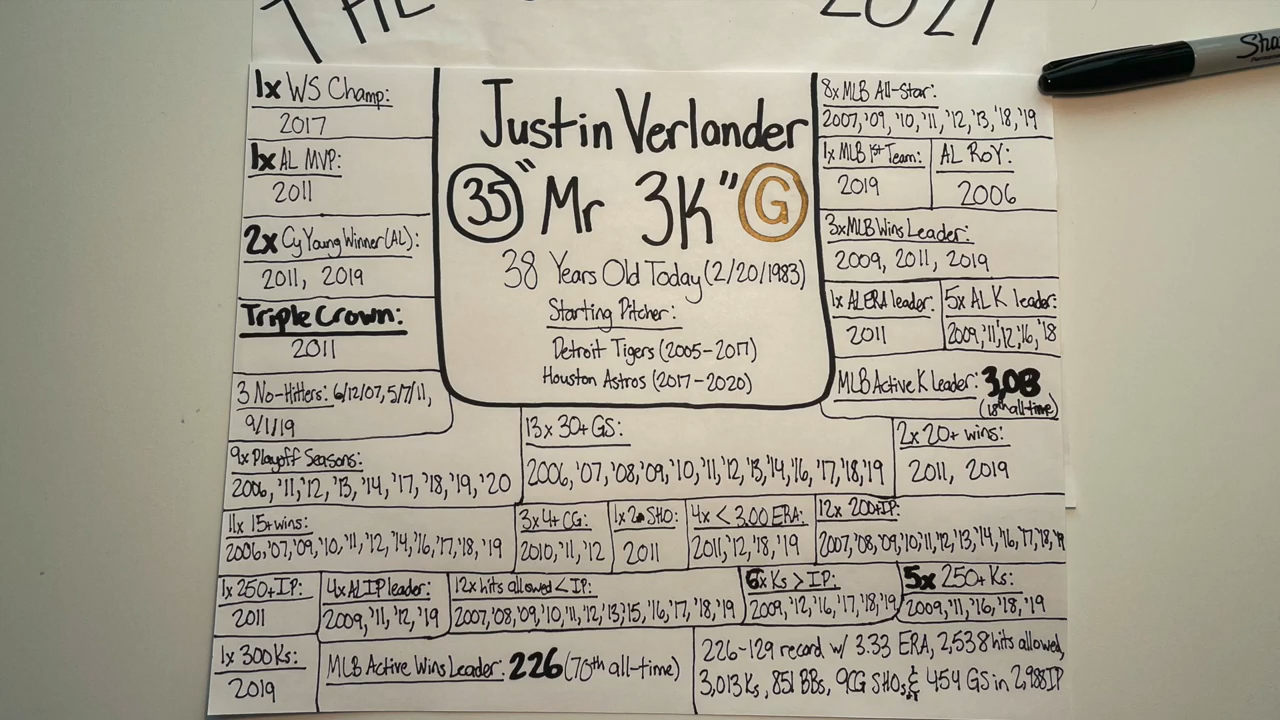 THE 2021
Sha
1x WS Champ:
2017
1x AL MVP:
2011
2x Cy Young Winner (AL):
2011, 2019
Triple Crown:
2011
3 No-Hitters: 6/12/07, 5/7/11,
9/1/19
Justin Verlander
35 "Mr 3K" G
38 Years Old Today (2/20/1983)
Starting Pitcher:
Detroit Tigers (2005-2017)
Houston Astros (2017-2020)
8x MLB All-Star:
2007, '09, '10, '11, '12, '13, '18, '19
1x MLB 1st Team:
2019
AL RoY:
2006
3x MLB Wins Leader:
2009, 2011, 2019
1x AL ERA leader:
2011
5x AL K leader:
2009, '11, '12, '16, '18
MLB Active K Leader: 3,013
(18th all-time)
9x Playoff Seasons:
2006, '11, '12, '13, '14, '17, '18, '19, '20
13x 30+ GS:
2006, '07, '08, '09, '10, '11, '12, '13, '14, '16, '17, '18, '19
2x 20+ wins:
2011, 2019
11x 15+ wins:
2006, '07, '09, '10, '11, '12, '14, '16, '17, '18, '19
3x 4+ CG:
2010, '11, '12
1x 2 SHO:
2011
4x < 3.00 ERA:
2011, '12, '18, '19
12x 200+ IP:
2007, '08, '09, '10, '11, '12, '13, '14, '16, '17, '18, '19
1x 250+ IP:
2011
4x AL IP leader:
2009, '11, '12, '19
12x hits allowed < IP:
2007, '08, '09, '10, '11, '12, '13, '15, '16, '17, '18, '19
6x Ks > IP:
2009, '12, '16, '17, '18, '19
5x 250+ Ks:
2009, '11, '16, '18, '19
1x 300 Ks:
2019
MLB Active Wins Leader: 226 (70th all-time)
226-129 record w/ 3.33 ERA, 2,538 hits allowed,
3,013 Ks, 851 BBs, 9 CG SHOs & 454 GS in 2,988 IP